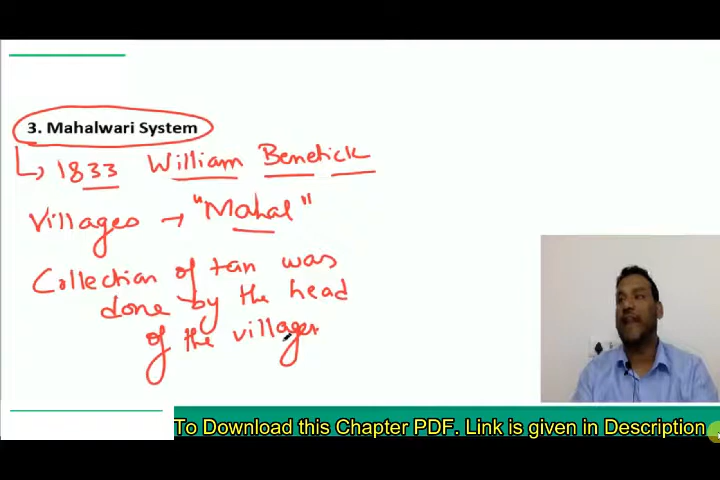 3. Mahalwari System
1833 William Benetick
Villages → "Mahal"
Collection of tax was
done by the head
of the villages
To Download this Chapter PDF. Link is given in Description